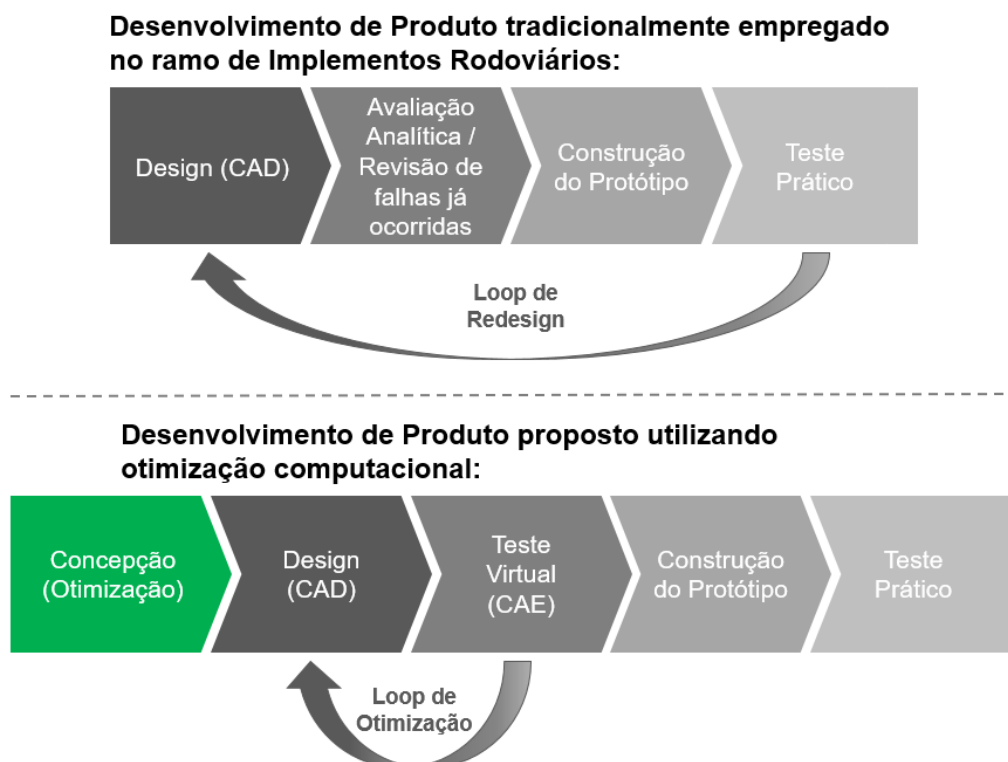 Desenvolvimento de Produto tradicionalmente empregado
no ramo de Implementos Rodoviários:
Design (CAD)
Avaliação
Analítica /
Revisão de
falhas já
ocorridas
Construção
do Protótipo
Teste
Prático
Loop de
Redesign
Desenvolvimento de Produto proposto utilizando
otimização computacional:
Concepção
(Otimização)
Design
(CAD)
Teste
Virtual
(CAE)
Construção
do Protótipo
Teste
Prático
Loop de
Otimização